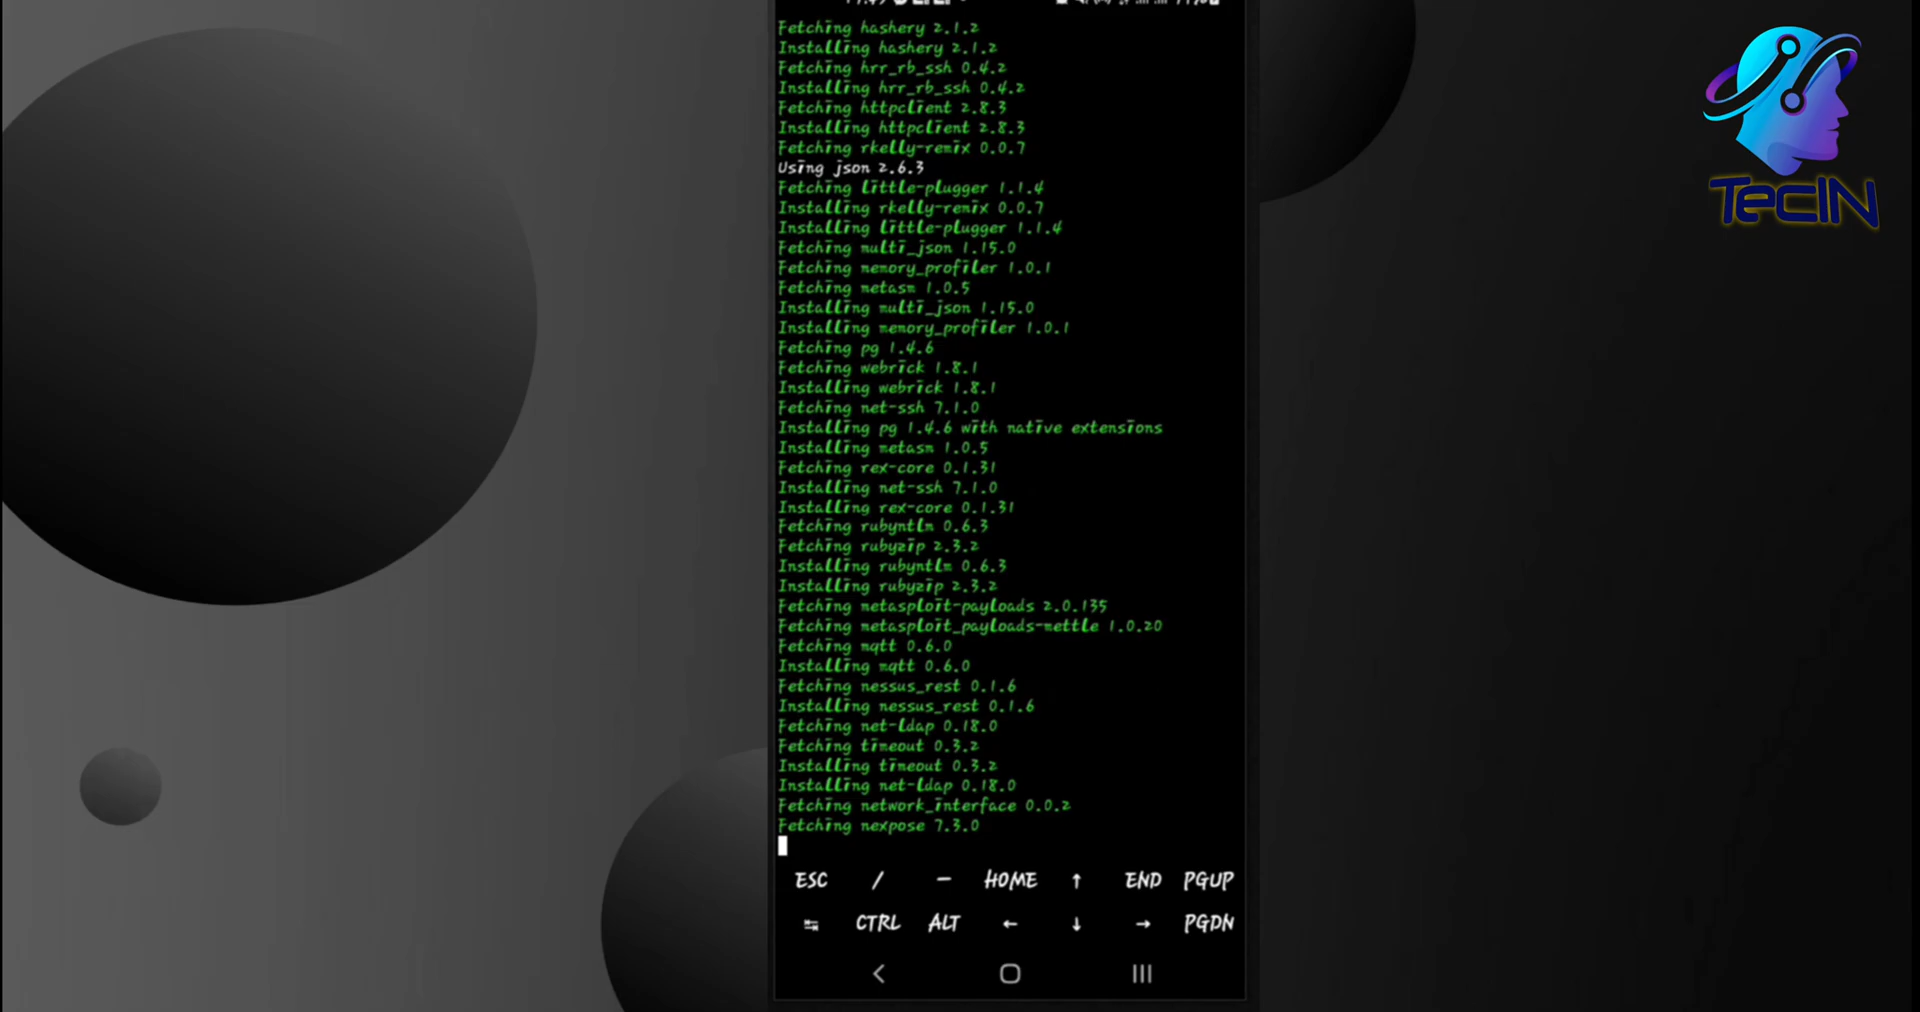 Fetching hashery 2.1.2
Installing hashery 2.1.2
Fetching hrr_rb_ssh 0.4.2
Installing hrr_rb_ssh 0.4.2
Fetching httpclient 2.8.3
Installing httpclient 2.8.3
Fetching rkelly-remix 0.0.7
Using json 2.6.3
Fetching little-plugger 1.1.4
Installing rkelly-remix 0.0.7
Installing little-plugger 1.1.4
Fetching multi_json 1.15.0
Fetching memory_profiler 1.0.1
Fetching metasm 1.0.5
Installing multi_json 1.15.0
Installing memory_profiler 1.0.1
Fetching pg 1.4.6
Fetching webrick 1.8.1
Installing webrick 1.8.1
Fetching net-ssh 7.1.0
Installing pg 1.4.6 with native extensions
Installing metasm 1.0.5
Fetching rex-core 0.1.31
Installing net-ssh 7.1.0
Installing rex-core 0.1.31
Fetching rubyntlm 0.6.3
Fetching rubyzip 2.3.2
Installing rubyntlm 0.6.3
Installing rubyzip 2.3.2
Fetching metasploit-payloads 2.0.135
Fetching metasploit_payloads-mettle 1.0.20
Fetching mqtt 0.6.0
Installing mqtt 0.6.0
Fetching nessus_rest 0.1.6
Installing nessus_rest 0.1.6
Fetching net-ldap 0.18.0
Fetching timeout 0.3.2
Installing timeout 0.3.2
Installing net-ldap 0.18.0
Fetching network_interface 0.0.2
Fetching nexpose 7.3.0
ESC / — HOME ↑ END PGUP
↹ CTRL ALT ← ↓ → PGDN
TecIN